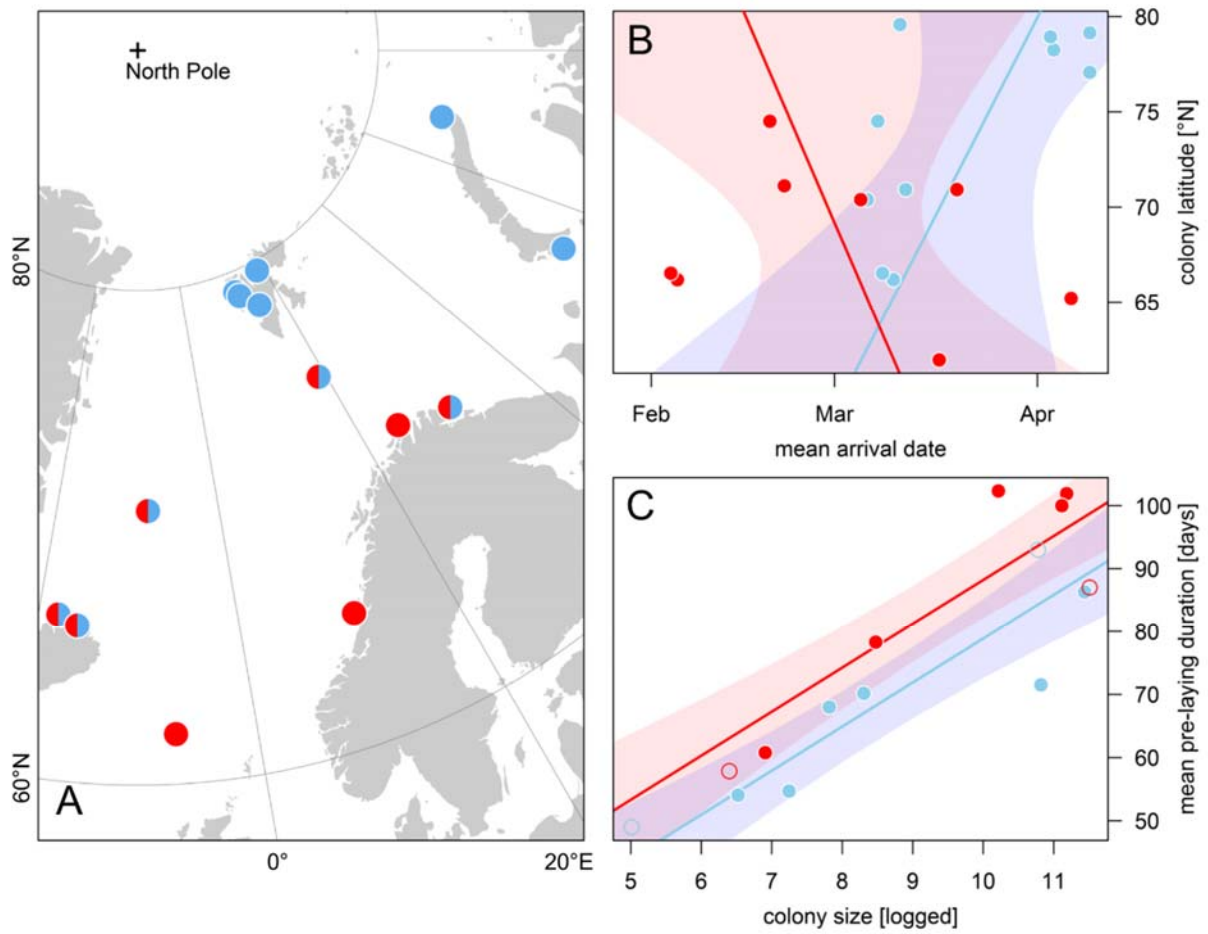 North Pole
80°N
60°N
A
0°
20°E
B
80
75
70
65
colony latitude [°N]
Feb Mar Apr
mean arrival date
C
100
90
80
70
60
50
mean pre-laying duration [days]
5 6 7 8 9 10 11
colony size [logged]